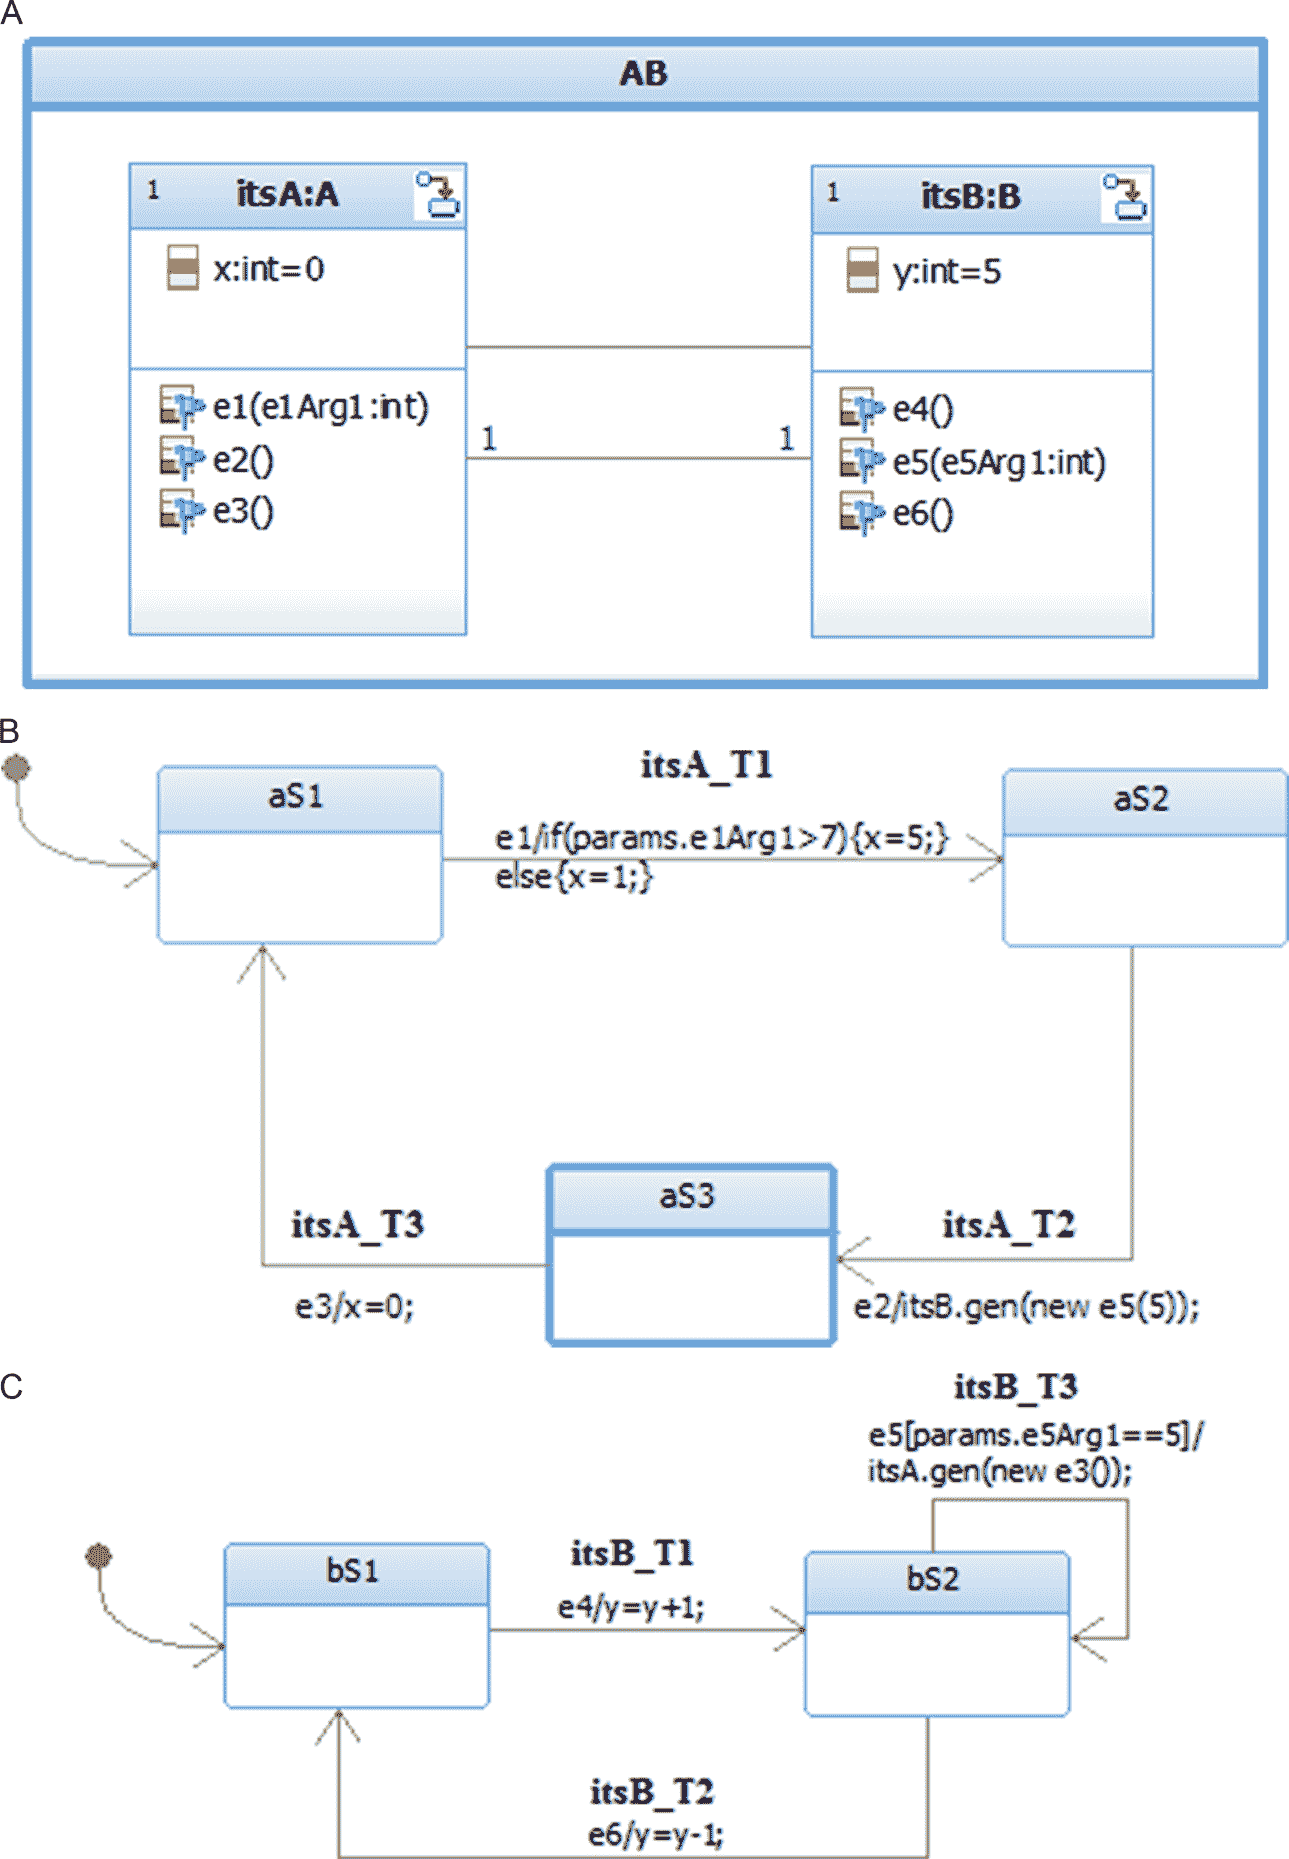 A
AB
1 itsA:A
x:int=0
e1(e1Arg1:int)
e2()
e3()
1 itsB:B
y:int=5
e4()
e5(e5Arg1:int)
e6()
1 1
B
itsA_T1
aS1
aS2
e1/if(params.e1Arg1>7){x=5;}
else{x=1;}
aS3
itsA_T3
itsA_T2
e3/x=0;
e2/itsB.gen(new e5(5));
C
itsB_T3
e5[params.e5Arg1==5]/
itsA.gen(new e3());
itsB_T1
bS1
bS2
e4/y=y+1;
itsB_T2
e6/y=y-1;